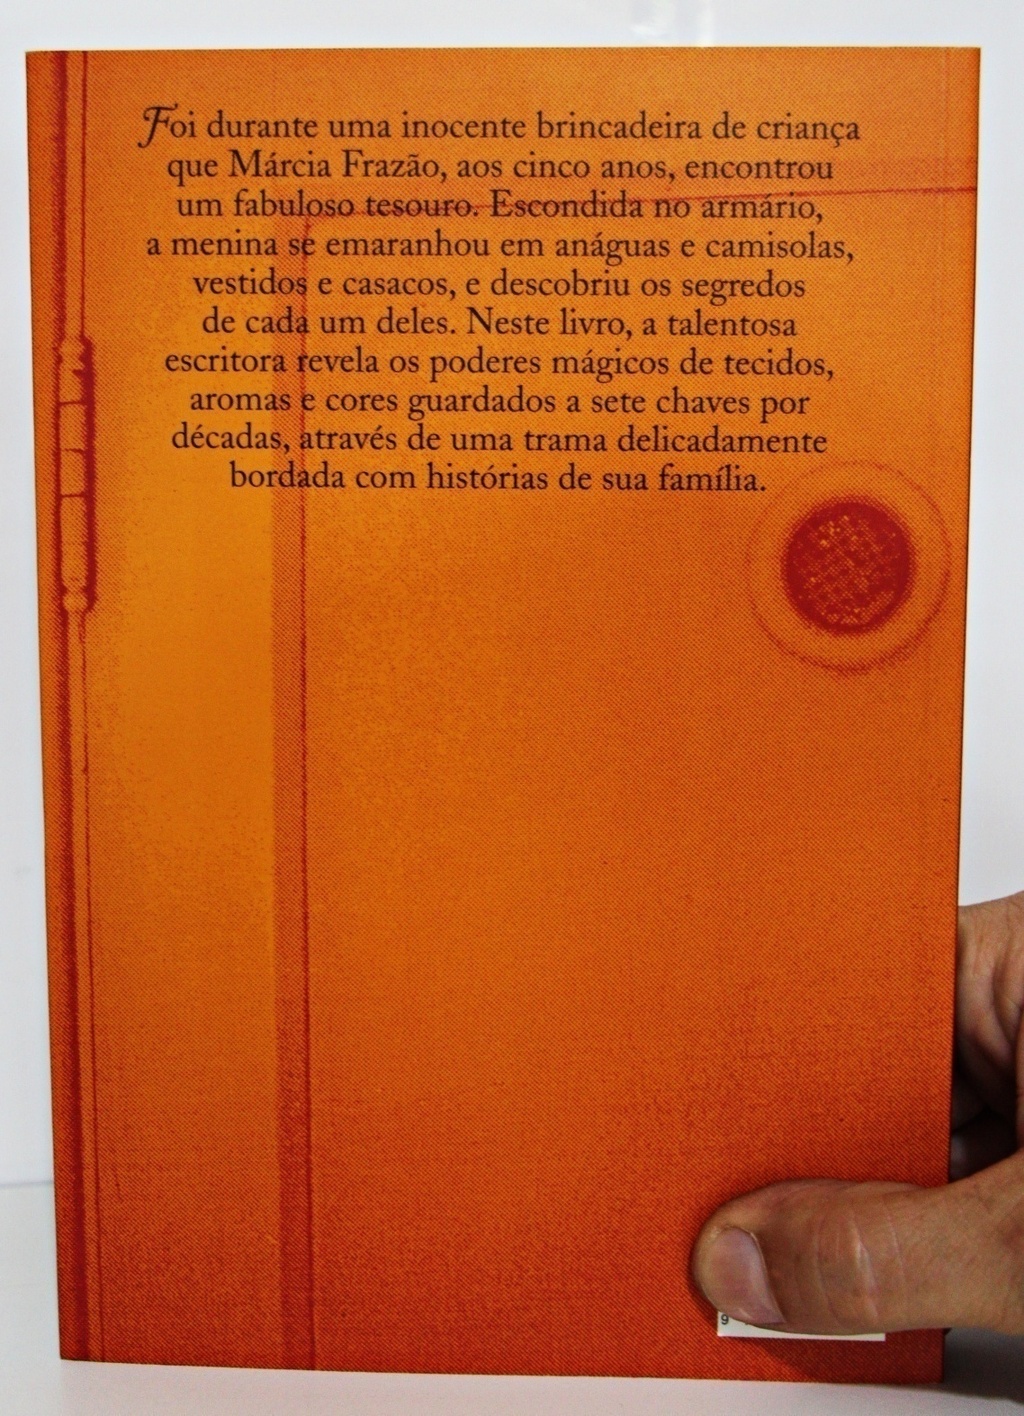 Foi durante uma inocente brincadeira de criança
que Márcia Frazão, aos cinco anos, encontrou
um fabuloso tesouro. Escondida no armário,
a menina se emaranhou em anáguas e camisolas,
vestidos e casacos, e descobriu os segredos
de cada um deles. Neste livro, a talentosa
escritora revela os poderes mágicos de tecidos,
aromas e cores guardados a sete chaves por
décadas, através de uma trama delicadamente
bordada com histórias de sua família.
9